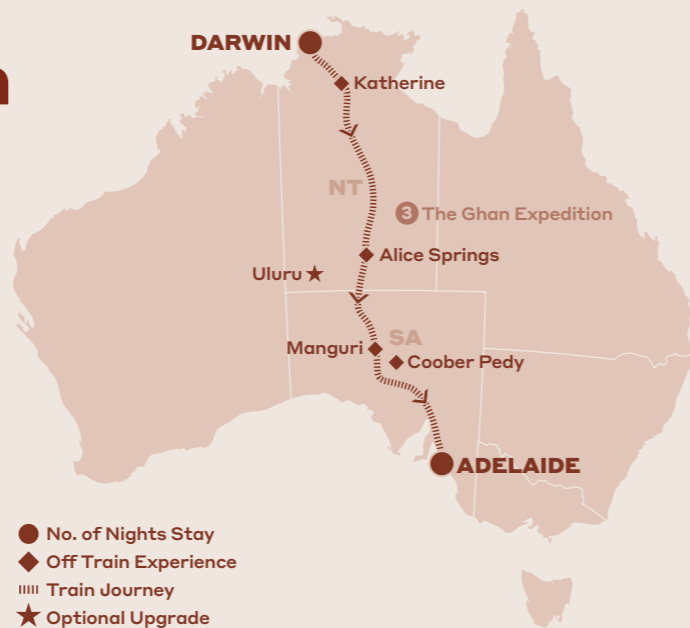 DARWIN
Katherine
NT
3 The Ghan Expedition
Alice Springs
Uluru
SA
Manguri
Coober Pedy
ADELAIDE
No. of Nights Stay
Off Train Experience
Train Journey
Optional Upgrade